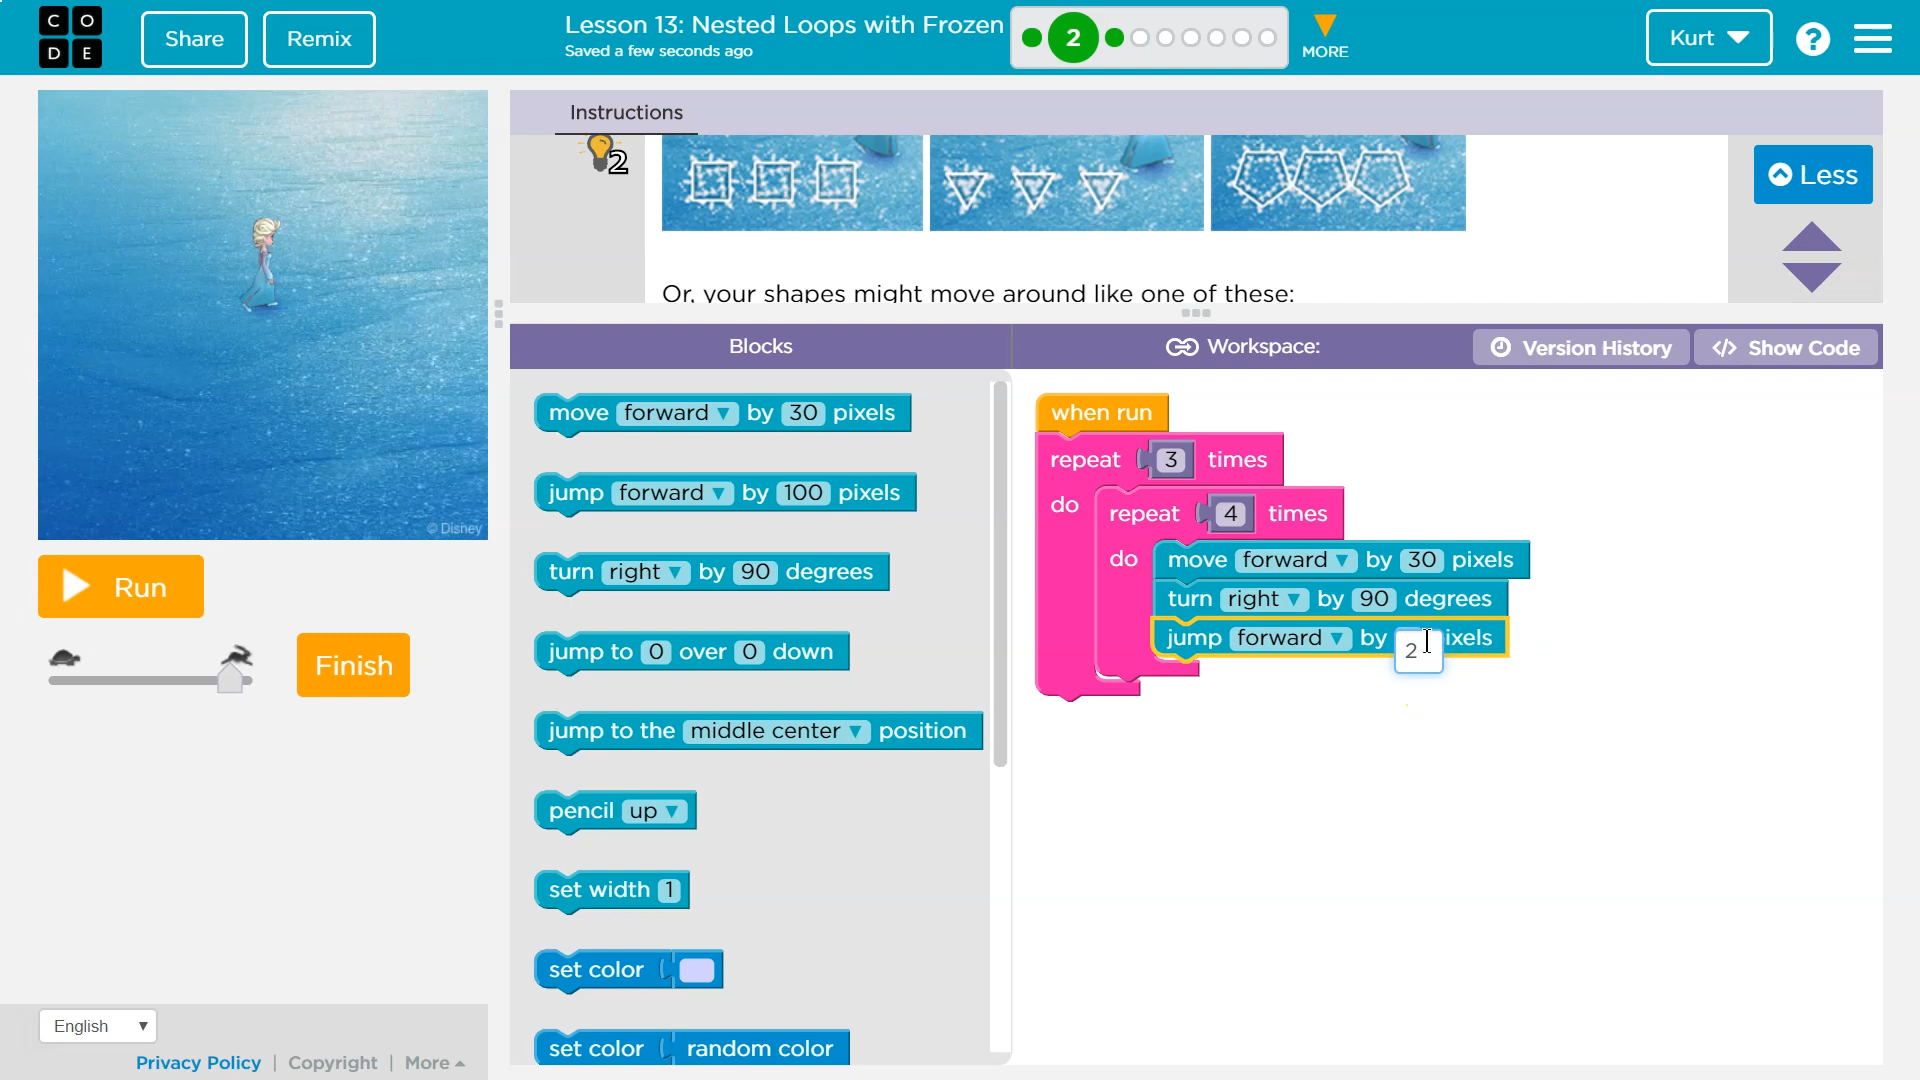 C O
D E
Share
Remix
Lesson 13: Nested Loops with Frozen
Saved a few seconds ago
2
MORE
Kurt
?
Instructions
2
Less
Or, your shapes might move around like one of these:
Blocks
Workspace:
Version History
</> Show Code
© Disney
Run
Finish
move forward ▼ by 30 pixels
jump forward ▼ by 100 pixels
turn right ▼ by 90 degrees
jump to 0 over 0 down
jump to the middle center ▼ position
pencil up ▼
set width 1
set color
set color random color
when run
repeat 3 times
do
repeat 4 times
do
move forward ▼ by 30 pixels
turn right ▼ by 90 degrees
jump forward ▼ by 2 ixels
English ▼
Privacy Policy | Copyright | More